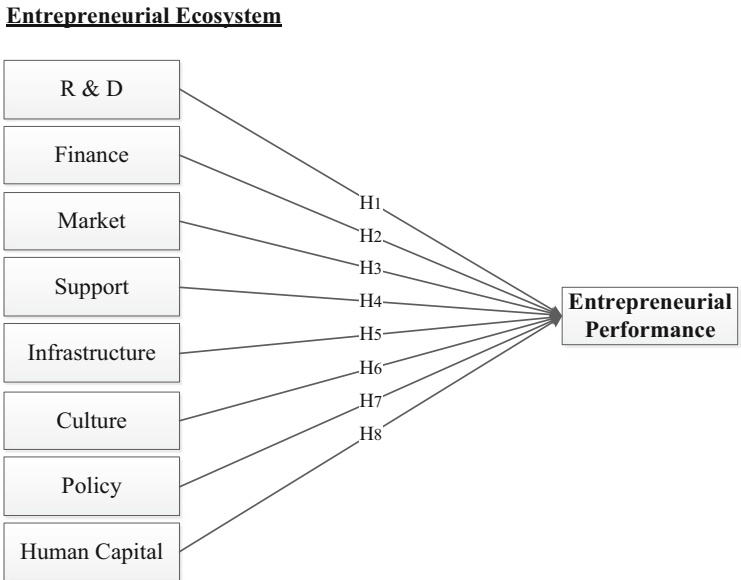 Entrepreneurial Ecosystem
R & D
Finance
Market
Support
Infrastructure
Culture
Policy
Human Capital
H1
H2
H3
H4
H5
H6
H7
H8
Entrepreneurial
Performance